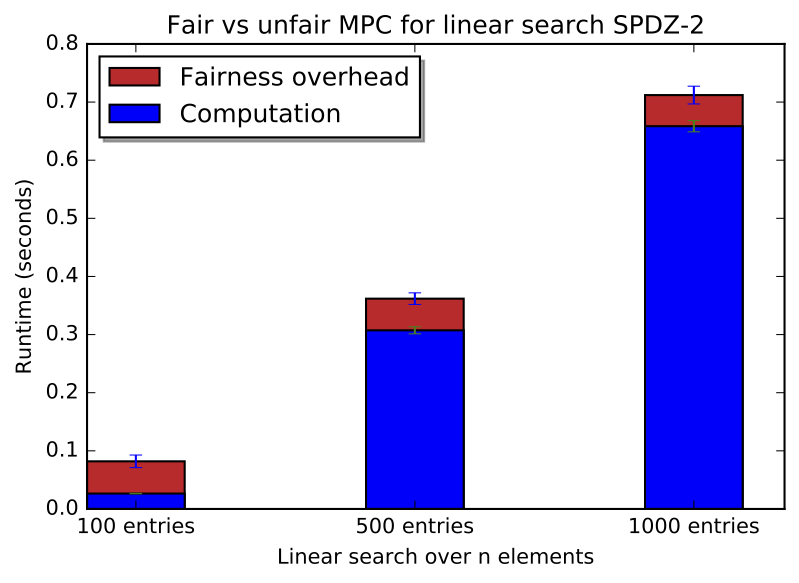 Fair vs unfair MPC for linear search SPDZ-2
Fairness overhead
Computation
Runtime (seconds)
0.8
0.7
0.6
0.5
0.4
0.3
0.2
0.1
0.0
100 entries
500 entries
1000 entries
Linear search over n elements